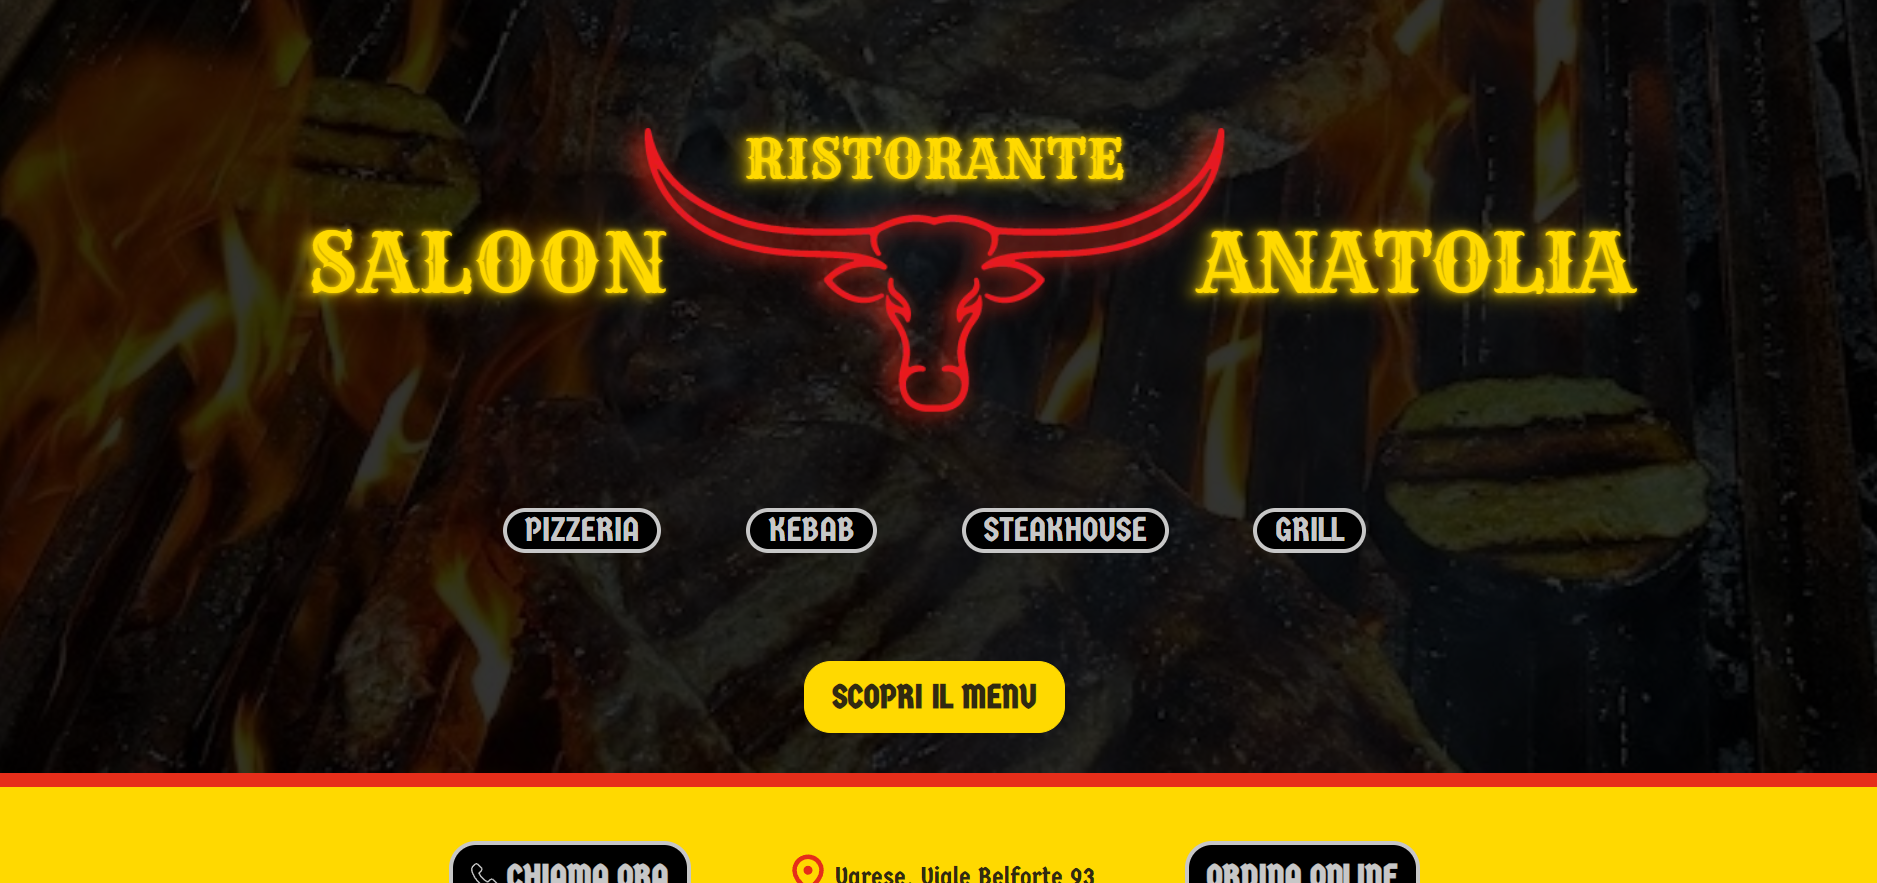 RISTORANTE
SALOON ANATOLIA
PIZZERIA KEBAB STEAKHOUSE GRILL
SCOPRI IL MENU
CHIAMA ORA Varese, Viale Belforte 93 ORDINA ONLINE